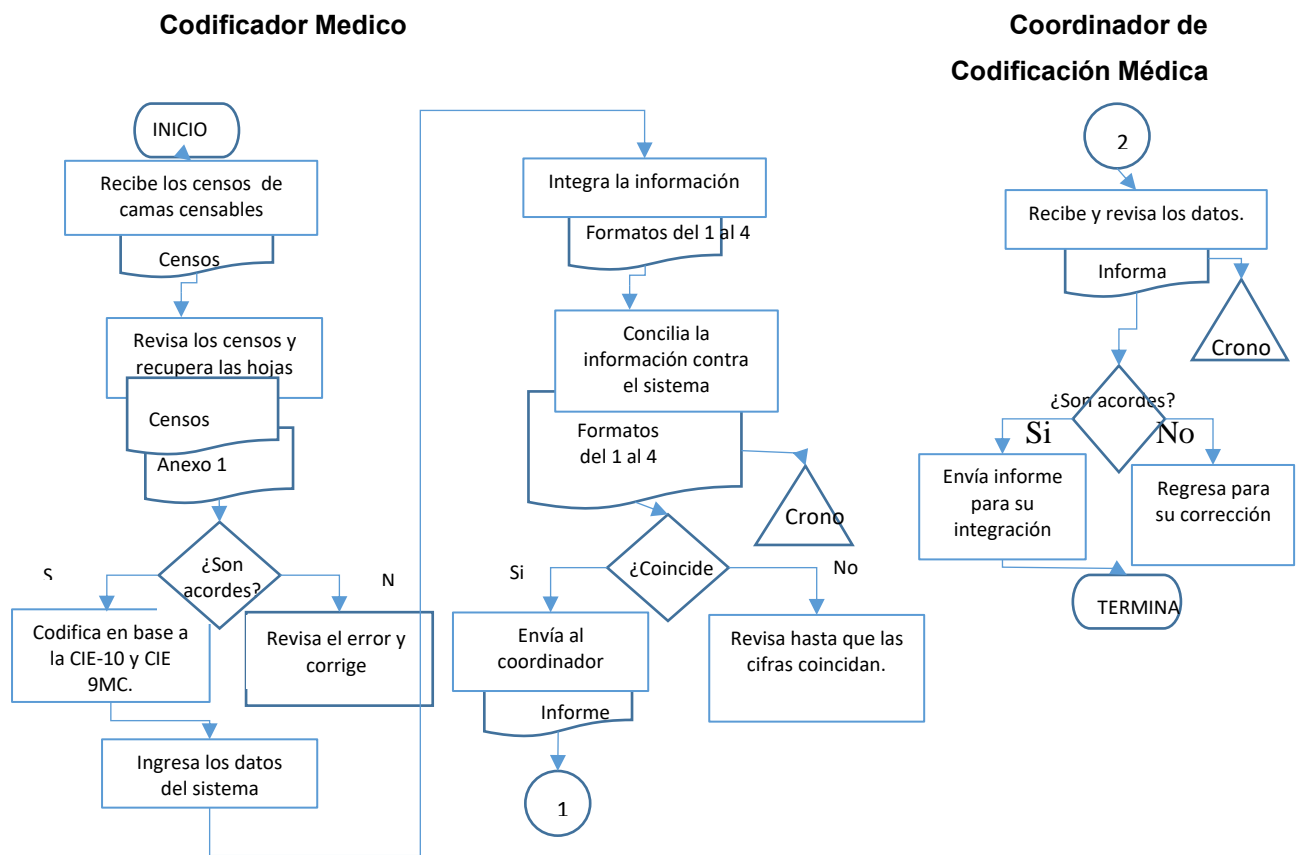 Codificador Medico
INICIO
Recibe los censos de
camas censables
Censos
Revisa los censos y
recupera las hojas
Censos
Anexo 1
¿Son
acordes?
S
N
Codifica en base a
la CIE-10 y CIE
9MC.
Revisa el error y
corrige
Ingresa los datos
del sistema
Integra la información
Formatos del 1 al 4
Concilia la
información contra
el sistema
Formatos
del 1 al 4
Crono
¿Coincide
Si
No
Envía al
coordinador
Revisa hasta que las
cifras coincidan.
Informe
1
Coordinador de
Codificación Médica
2
Recibe y revisa los datos.
Informa
Crono
¿Son acordes?
Si
No
Envía informe
para su
integración
Regresa para
su corrección
TERMINA